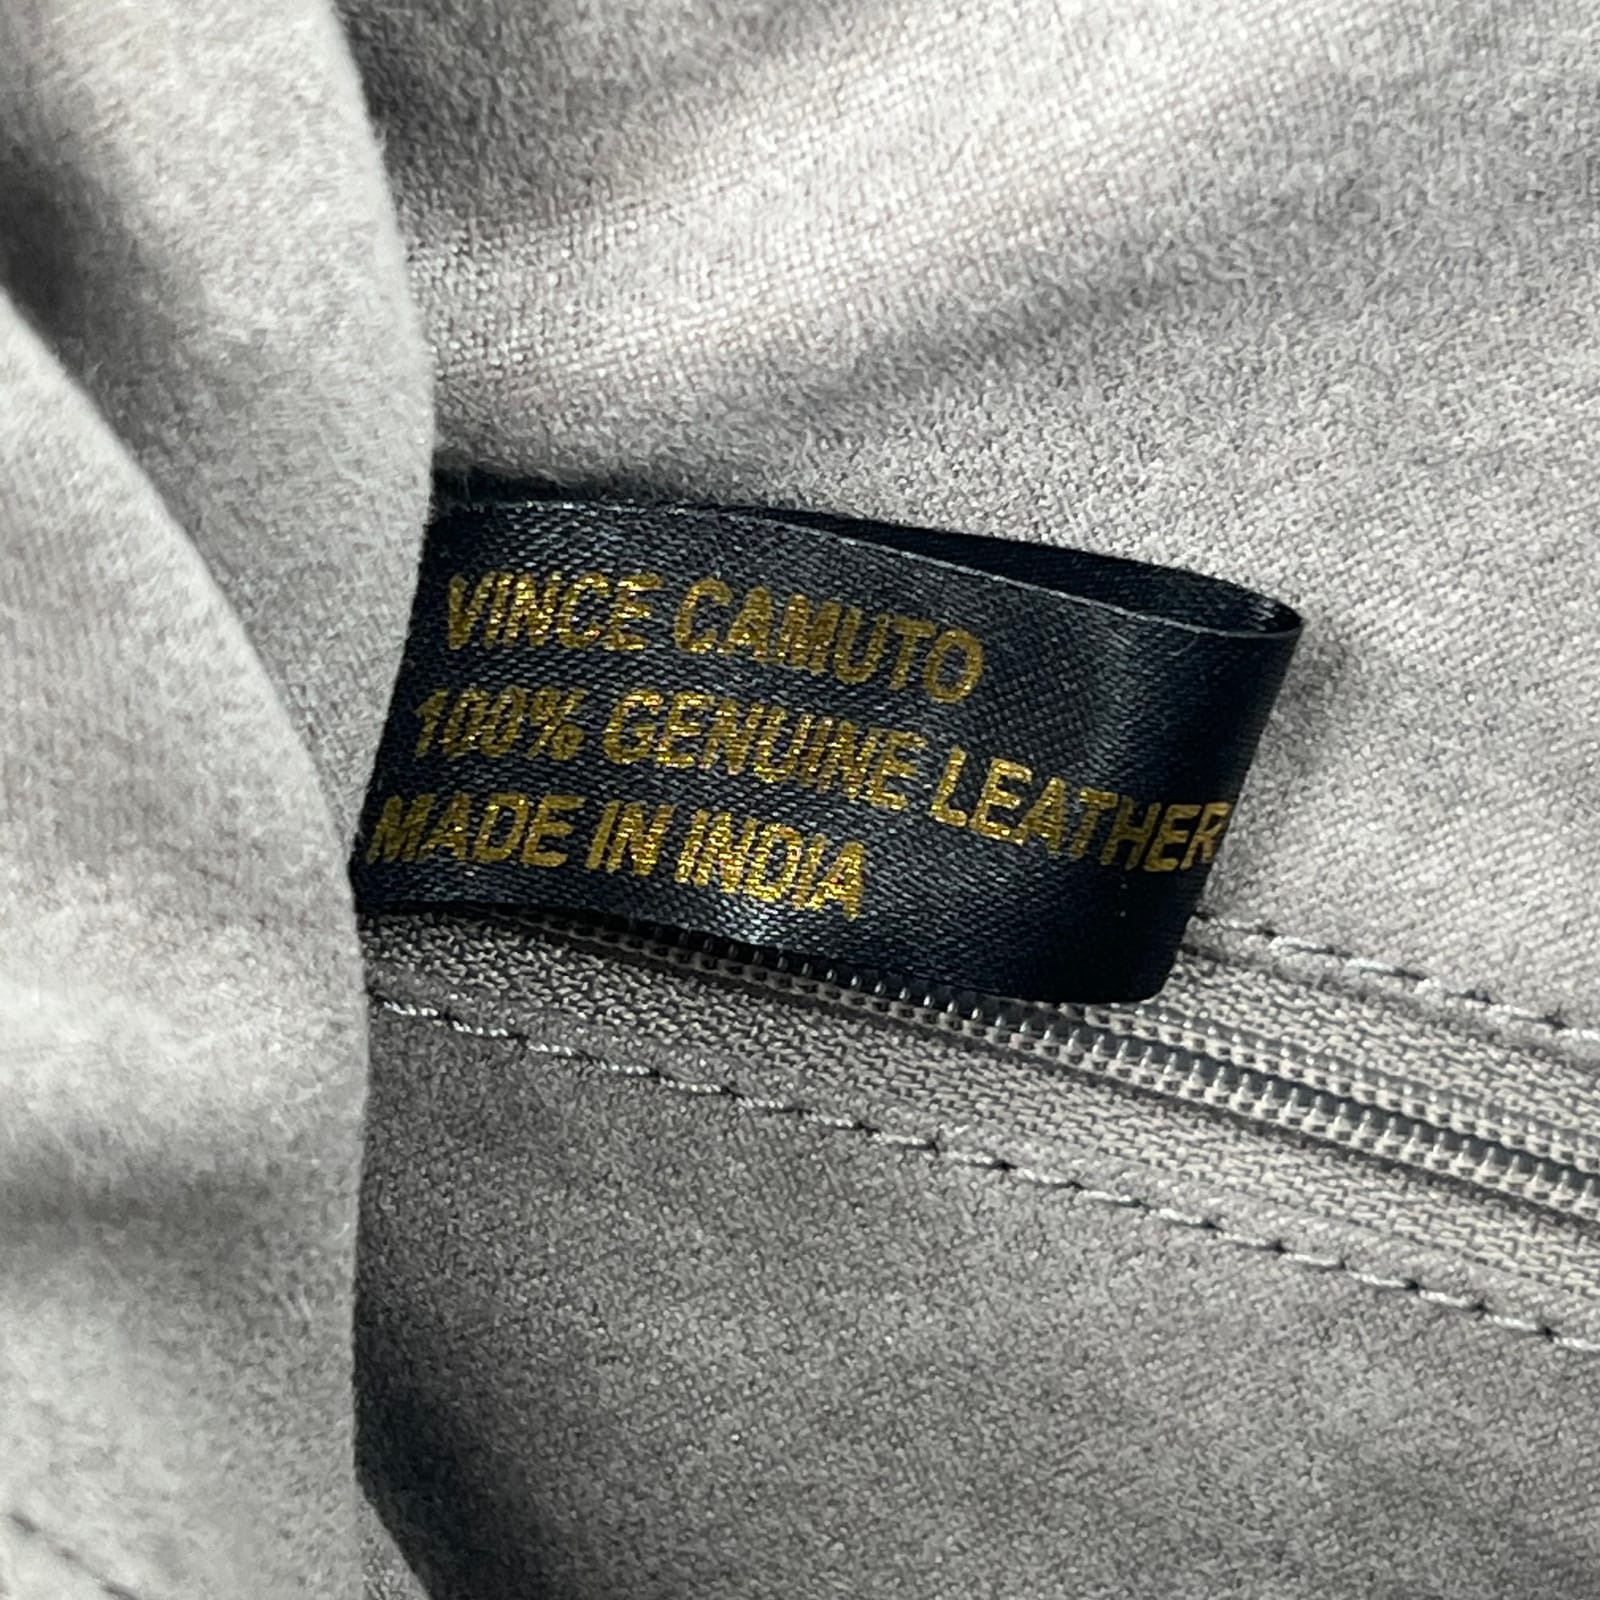 VINCE CAMUTO
100% GENUINE LEATHER
MADE IN INDIA